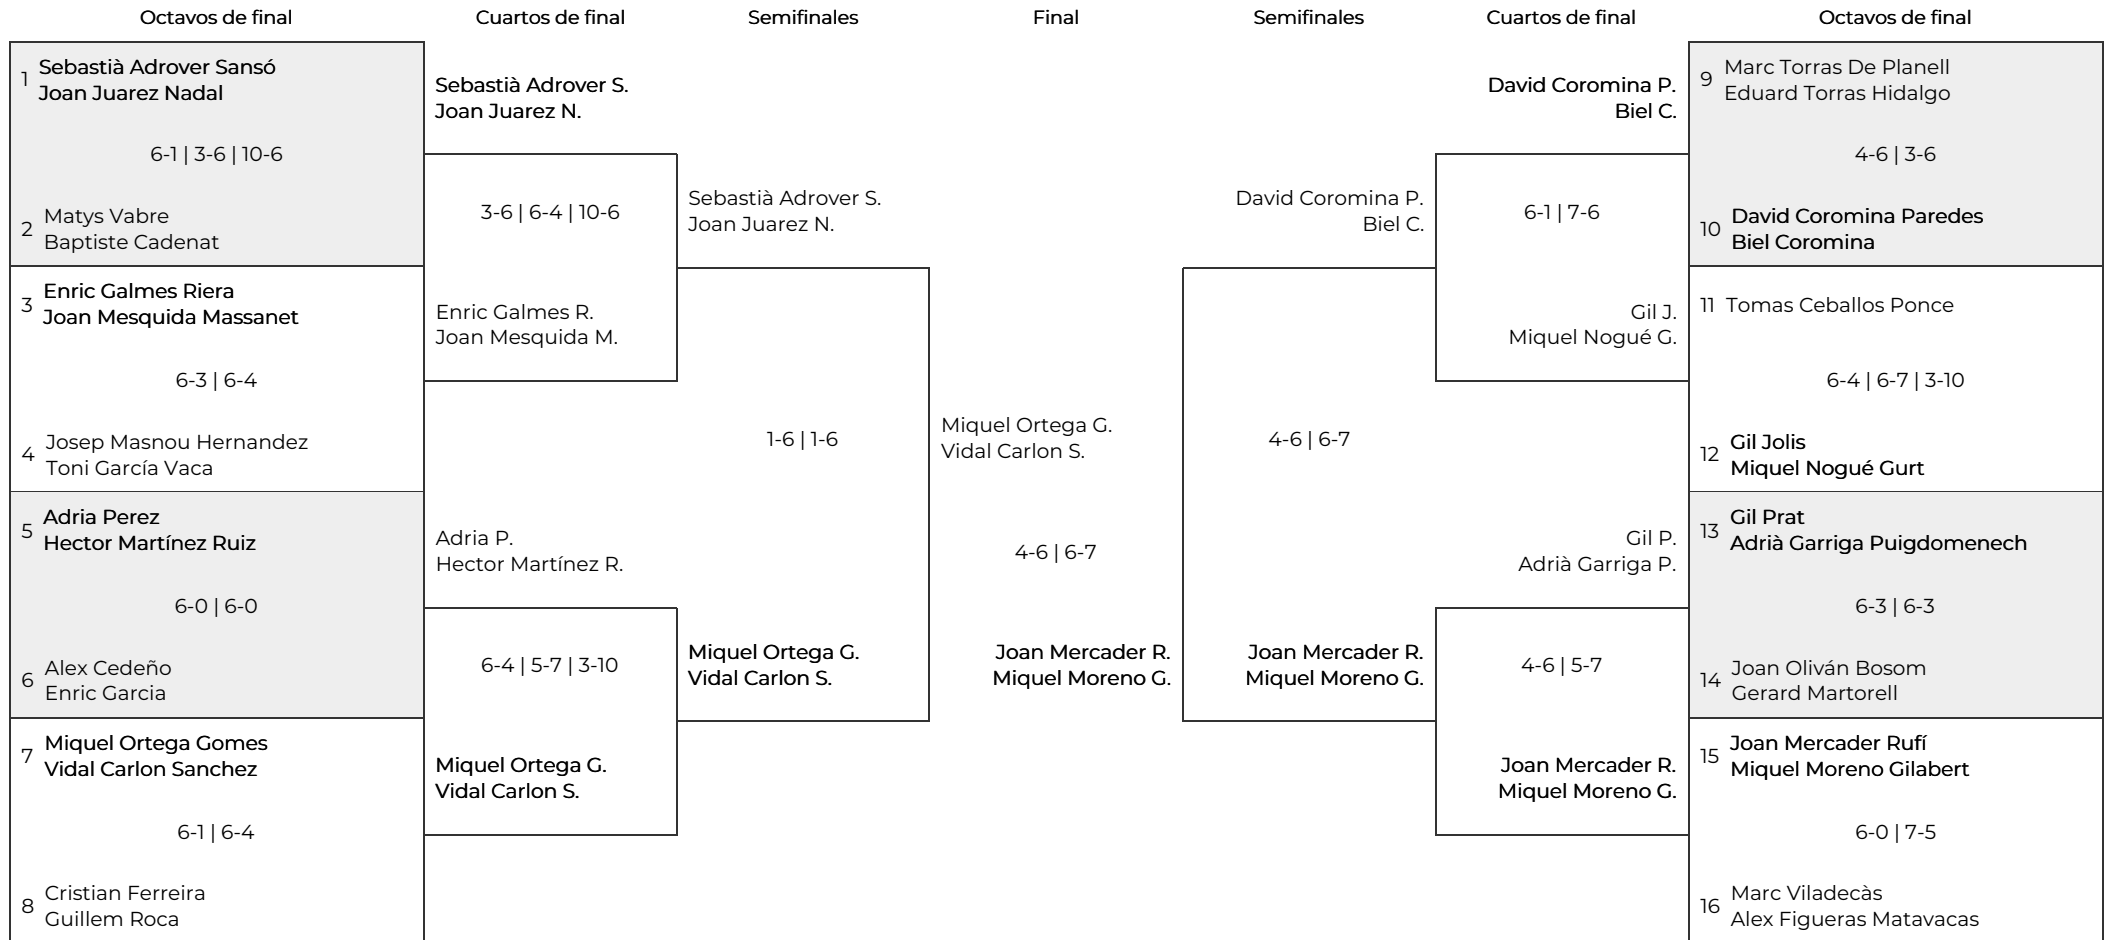 Octavos de final
Cuartos de final
Semifinales
Final
Semifinales
Cuartos de final
Octavos de final
1
Sebastià Adrover Sansó
Joan Juarez Nadal
6-1 | 3-6 | 10-6
2
Matys Vabre
Baptiste Cadenat
3
Enric Galmes Riera
Joan Mesquida Massanet
6-3 | 6-4
4
Josep Masnou Hernandez
Toni García Vaca
5
Adria Perez
Hector Martínez Ruiz
6-0 | 6-0
6
Alex Cedeño
Enric Garcia
7
Miquel Ortega Gomes
Vidal Carlon Sanchez
6-1 | 6-4
8
Cristian Ferreira
Guillem Roca
Sebastià Adrover S.
Joan Juarez N.
3-6 | 6-4 | 10-6
Enric Galmes R.
Joan Mesquida M.
Adria P.
Hector Martínez R.
6-4 | 5-7 | 3-10
Miquel Ortega G.
Vidal Carlon S.
Sebastià Adrover S.
Joan Juarez N.
1-6 | 1-6
Miquel Ortega G.
Vidal Carlon S.
Miquel Ortega G.
Vidal Carlon S.
4-6 | 6-7
Joan Mercader R.
Miquel Moreno G.
David Coromina P.
Biel C.
4-6 | 6-7
Joan Mercader R.
Miquel Moreno G.
David Coromina P.
Biel C.
6-1 | 7-6
Gil J.
Miquel Nogué G.
Gil P.
Adrià Garriga P.
4-6 | 5-7
Joan Mercader R.
Miquel Moreno G.
9
Marc Torras De Planell
Eduard Torras Hidalgo
4-6 | 3-6
10
David Coromina Paredes
Biel Coromina
11
Tomas Ceballos Ponce
6-4 | 6-7 | 3-10
12
Gil Jolis
Miquel Nogué Gurt
13
Gil Prat
Adrià Garriga Puigdomenech
6-3 | 6-3
14
Joan Oliván Bosom
Gerard Martorell
15
Joan Mercader Rufí
Miquel Moreno Gilabert
6-0 | 7-5
16
Marc Viladecàs
Alex Figueras Matavacas